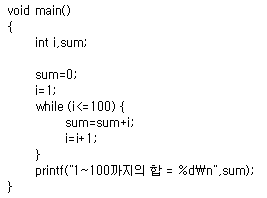 void main()
{
int i,sum;
sum=0;
i=1;
while (i<=100) {
sum=sum+i;
i=i+1;
}
printf("1~100까지의 합 = %d₩n",sum);
}